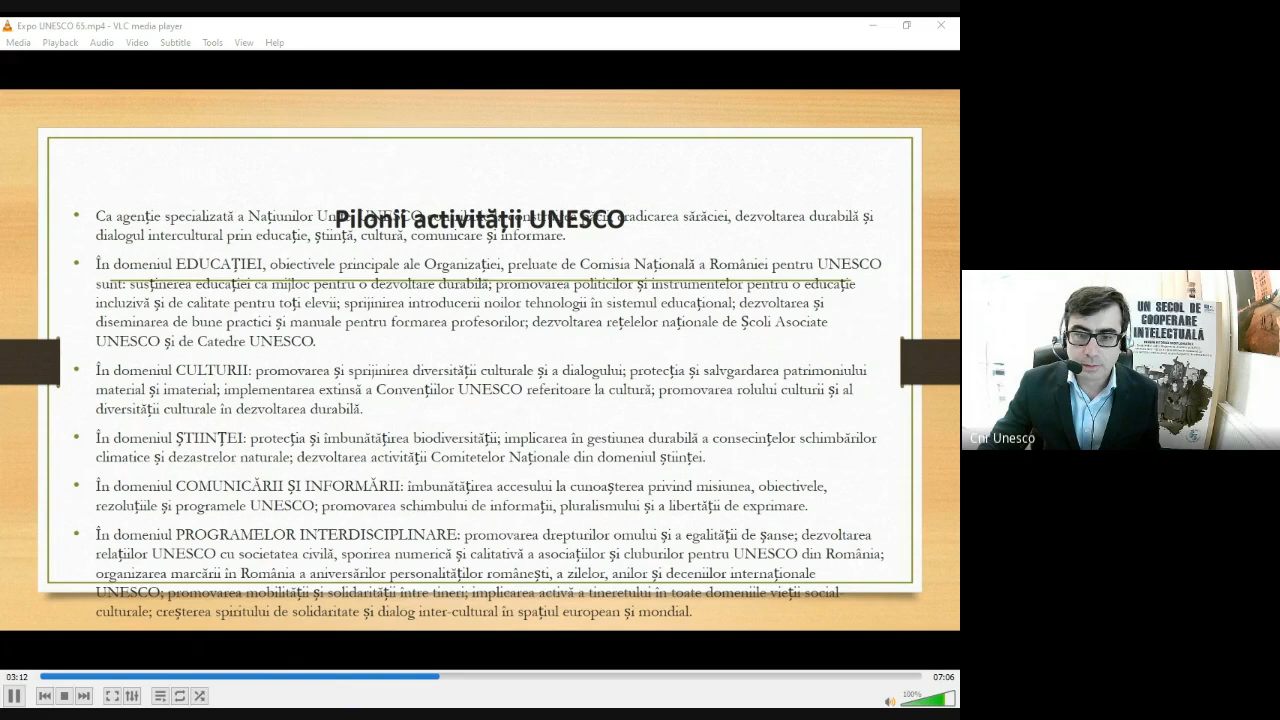 Expo UNESCO 65.mp4 - VLC media player
Media Playback Audio Video Subtitle Tools View Help
Pilonii activității UNESCO
• Ca agenție specializată a Națiunilor UNESCO eradicarea sărăciei, dezvoltarea durabilă și
dialogul intercultural prin educație, știință, cultură, comunicare și informare.
• În domeniul EDUCAȚIEI, obiectivele principale ale Organizației, preluate de Comisia Națională a României pentru UNESCO
sunt: susținerea educației ca mijloc pentru o dezvoltare durabilă; promovarea politicilor și instrumentelor pentru o educație
incluzivă și de calitate pentru toți elevii; sprijinirea introducerii noilor tehnologii în sistemul educațional; dezvoltarea și
diseminarea de bune practici și manuale pentru formarea profesorilor; dezvoltarea rețelelor naționale de Școli Asociate
UNESCO și de Catedre UNESCO.
• În domeniul CULTURII: promovarea și sprijinirea diversității culturale și a dialogului; protecția și salvgardarea patrimoniului
material și imaterial; implementarea extinsă a Convențiilor UNESCO referitoare la cultură; promovarea rolului culturii și al
diversității culturale în dezvoltarea durabilă.
• În domeniul ȘTIINȚEI: protecția și îmbunătățirea biodiversității; implicarea în gestiunea durabilă a consecințelor schimbărilor
climatice și dezastrelor naturale; dezvoltarea activității Comitetelor Naționale din domeniul științei.
• În domeniul COMUNICĂRII ȘI INFORMĂRII: îmbunătățirea accesului la cunoașterea privind misiunea, obiectivele,
rezoluțiile și programele UNESCO; promovarea schimbului de informații, pluralismului și a libertății de exprimare.
• În domeniul PROGRAMELOR INTERDISCIPLINARE: promovarea drepturilor omului și a egalității de șanse; dezvoltarea
relațiilor UNESCO cu societatea civilă, sporirea numerică și calitativă a asociațiilor și cluburilor pentru UNESCO din România;
organizarea marcării în România a aniversărilor personalităților românești, a zilelor, anilor și deceniilor internaționale
UNESCO; promovarea mobilității și solidarității între tineri; implicarea activă a tineretului în toate domeniile vieții social-
culturale; creșterea spiritului de solidaritate și dialog inter-cultural în spațiul european și mondial.
03:12
07:06
100%
UN SECOL DE
COOPERARE
INTELECTUALĂ
Cnr Unesco